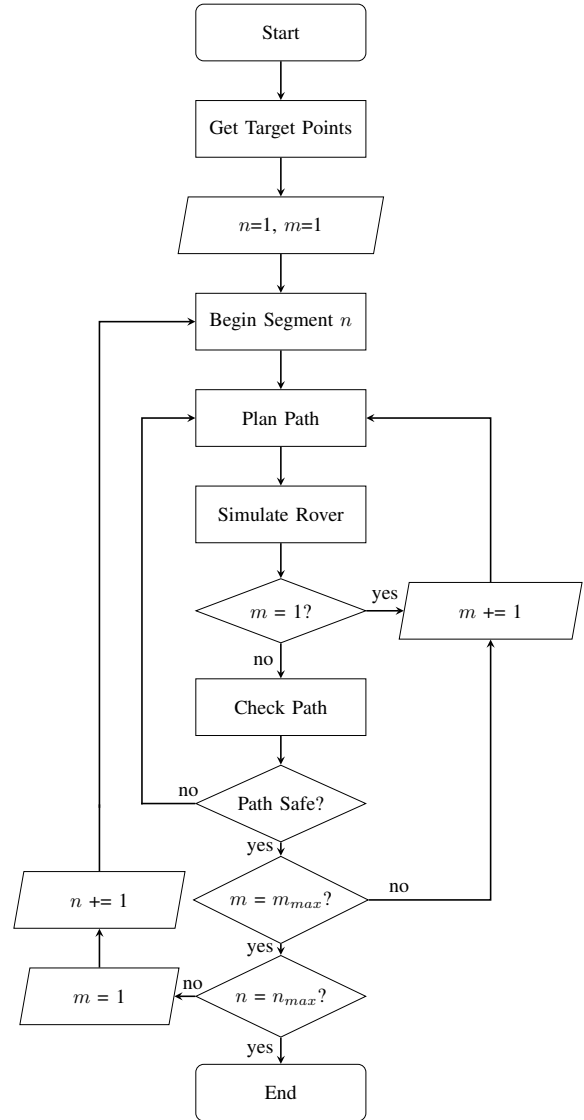 Start
Get Target Points
n=1, m=1
Begin Segment n
Plan Path
Simulate Rover
m = 1?
yes
m += 1
no
Check Path
Path Safe?
no
yes
m = m_max?
no
n += 1
yes
n = n_max?
no
m = 1
yes
End